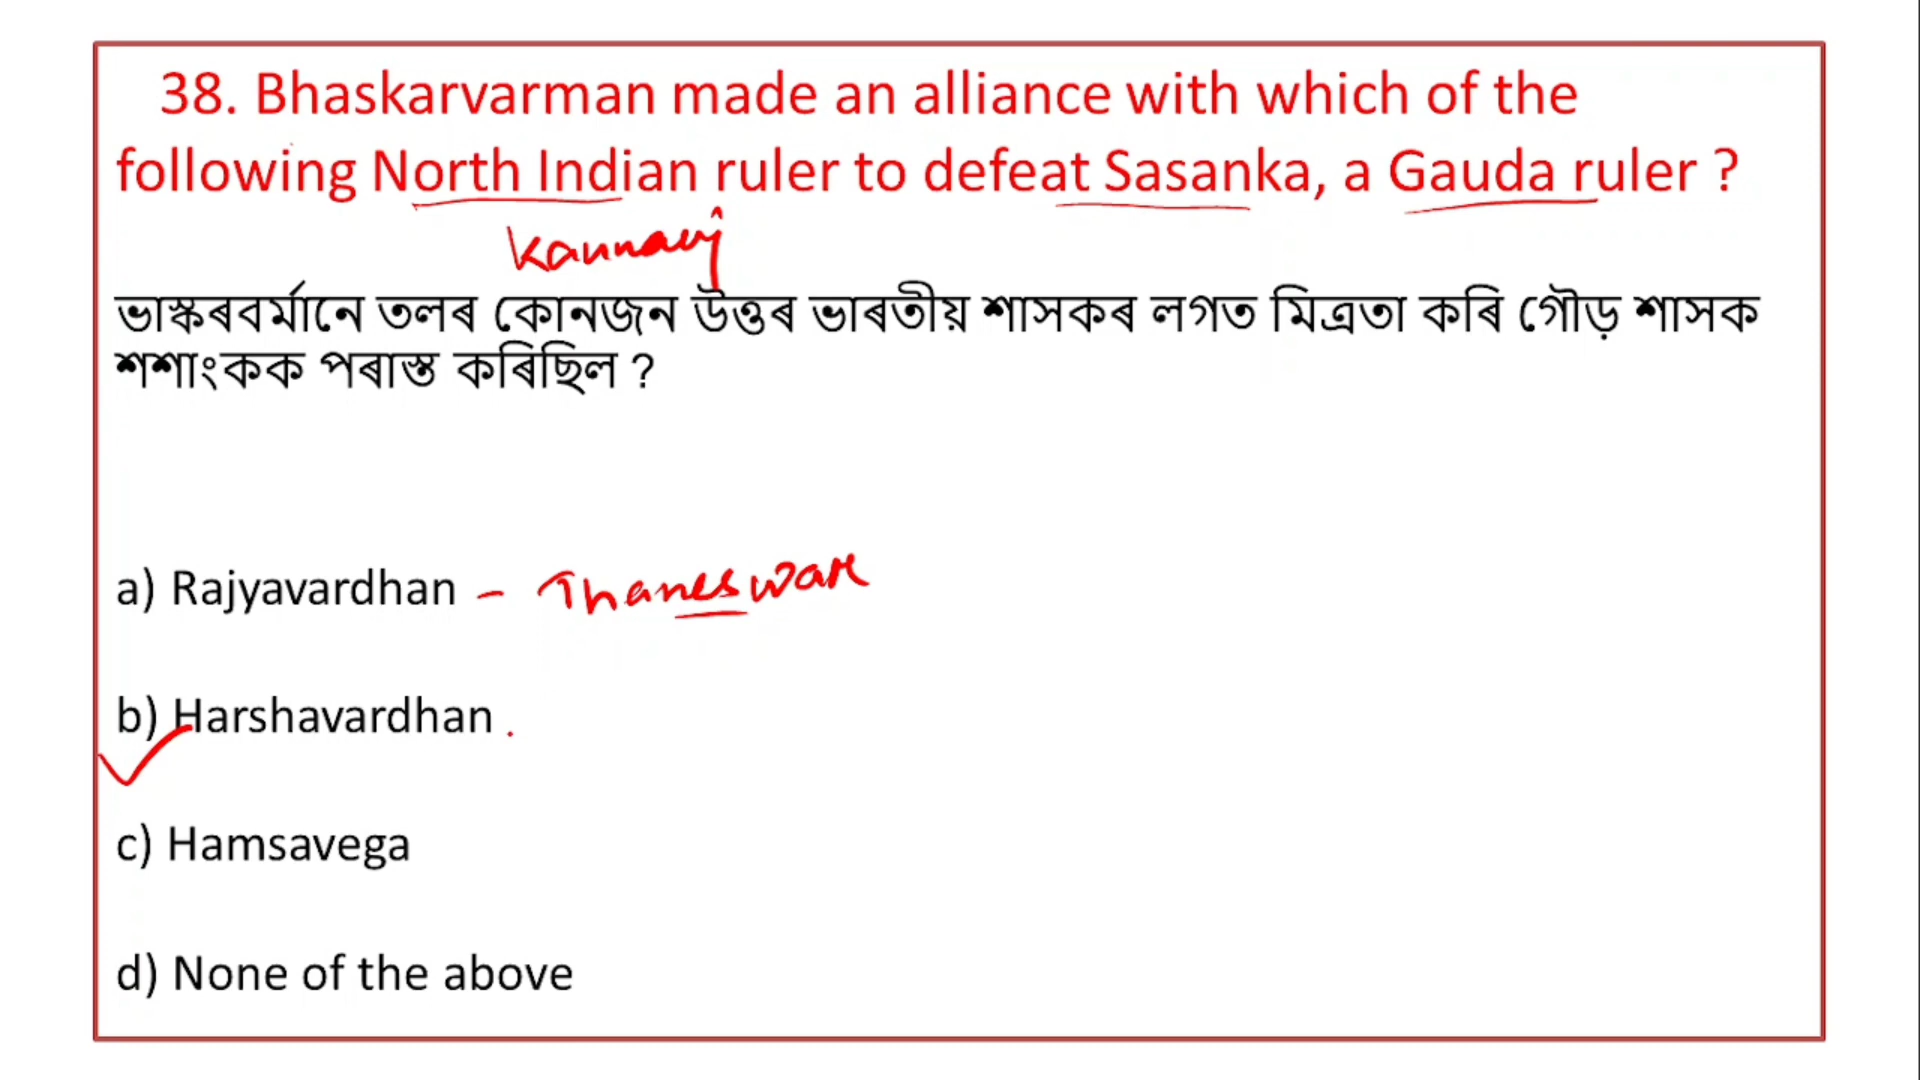 38. Bhaskarvarman made an alliance with which of the
following North Indian ruler to defeat Sasanka, a Gauda ruler ?
Kannauj
ভাস্কৰবৰ্মানে তলৰ কোনজন উত্তৰ ভাৰতীয় শাসকৰ লগত মিত্ৰতা কৰি গৌড় শাসক
শশাংকক পৰাস্ত কৰিছিল ?
a) Rajyavardhan - Thaneswar
b) Harshavardhan .
c) Hamsavega
d) None of the above